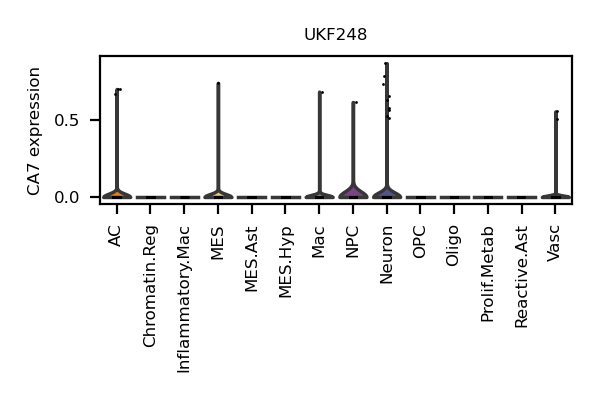 UKF248
CA7 expression
0.5
0.0
AC
Chromatin.Reg
Inflammatory.Mac
MES
MES.Ast
MES.Hyp
Mac
NPC
Neuron
OPC
Oligo
Prolif.Metab
Reactive.Ast
Vasc